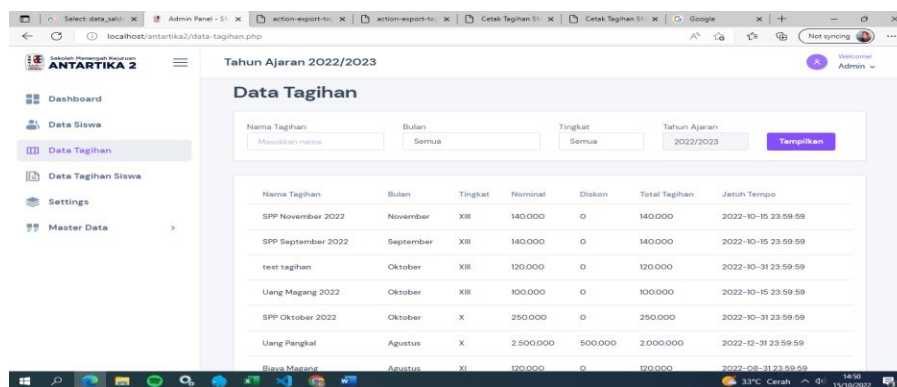 Select: data_sald
Admin Panel - S
action-export-ta
action-export-ta
Cetak Tagihan S
Cetak Tagihan S
Google
localhost/antartika2/data-tagihan.php
Not syncing
Sekolah Menengah Kejuruan
ANTARTIKA 2
Tahun Ajaran 2022/2023
Welcome!
Admin
Dashboard
Data Siswa
Data Tagihan
Data Tagihan Siswa
Settings
Master Data
Data Tagihan
Nama Tagihan Bulan Tingkat Tahun Ajaran
Masukkan nama Semua Semua 2022/2023 Tampilkan
Nama Tagihan Bulan Tingkat Nominal Diskon Total Tagihan Jatuh Tempo
SPP November 2022 November XIII 140.000 0 140.000 2022-10-15 23:59:59
SPP September 2022 September XIII 140.000 0 140.000 2022-10-15 23:59:59
test tagihan Oktober XIII 120.000 0 120.000 2022-10-31 23:59:59
Uang Magang 2022 Oktober XIII 100.000 0 100.000 2022-10-15 23:59:59
SPP Oktober 2022 Oktober X 250.000 0 250.000 2022-10-31 23:59:59
Uang Pangkal Agustus X 2.500.000 500.000 2.000.000 2022-12-31 23:59:59
Biaya Magang Agustus XI 120.000 0 120.000 2022-08-31 23:59:59
33°C Cerah
14:50
15/10/2022